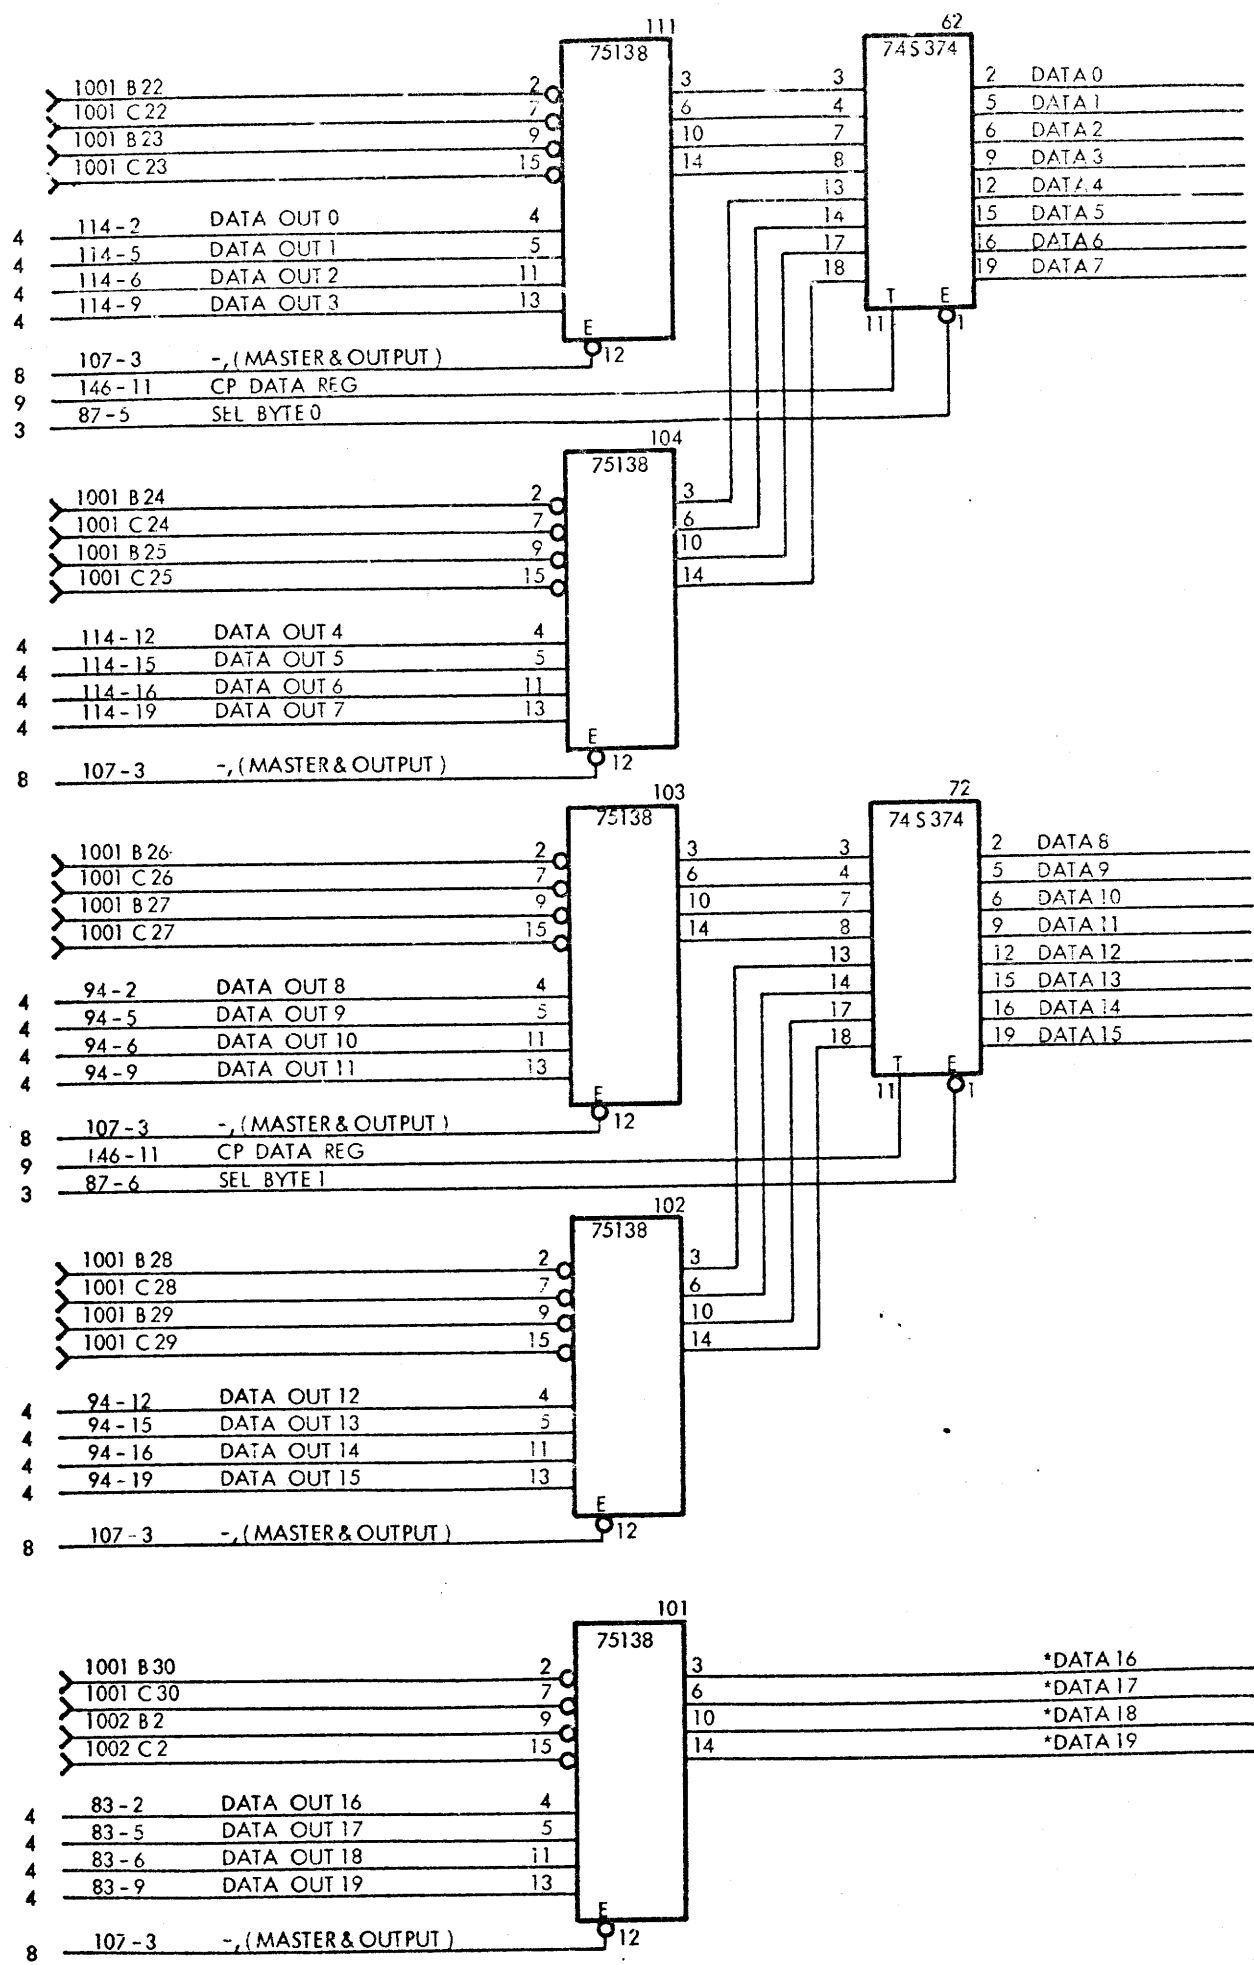 111
75138
62
74S374
1001 B22 2
1001 C22 7
1001 B23 9
1001 C23 15
3 3
6 4
10 7
14 8
13
14
17
18
2 DATA 0
5 DATA 1
6 DATA 2
9 DATA 3
12 DATA 4
15 DATA 5
16 DATA 6
19 DATA 7
4 114-2 DATA OUT 0 4
4 114-5 DATA OUT 1 5
4 114-6 DATA OUT 2 11
4 114-9 DATA OUT 3 13
E
12
T E
11 1
8 107-3 -,(MASTER & OUTPUT)
9 146-11 CP DATA REG
3 87-5 SEL BYTE 0
104
75138
1001 B24 2
1001 C24 7
1001 B25 9
1001 C25 15
3
6
10
14
4 114-12 DATA OUT 4 4
4 114-15 DATA OUT 5 5
4 114-16 DATA OUT 6 11
4 114-19 DATA OUT 7 13
E
8 107-3 -,(MASTER & OUTPUT) 12
103
75138
72
74S374
1001 B26 2
1001 C26 7
1001 B27 9
1001 C27 15
3 3
6 4
10 7
14 8
13
14
17
18
2 DATA 8
5 DATA 9
6 DATA 10
9 DATA 11
12 DATA 12
15 DATA 13
16 DATA 14
19 DATA 15
4 94-2 DATA OUT 8 4
4 94-5 DATA OUT 9 5
4 94-6 DATA OUT 10 11
4 94-9 DATA OUT 11 13
E
12
T E
11 1
8 107-3 -,(MASTER & OUTPUT)
9 146-11 CP DATA REG
3 87-6 SEL BYTE 1
102
75138
1001 B28 2
1001 C28 7
1001 B29 9
1001 C29 15
3
6
10
14
4 94-12 DATA OUT 12 4
4 94-15 DATA OUT 13 5
4 94-16 DATA OUT 14 11
4 94-19 DATA OUT 15 13
E
8 107-3 -,(MASTER & OUTPUT) 12
101
75138
1001 B30 2
1001 C30 7
1002 B2 9
1002 C2 15
3 *DATA 16
6 *DATA 17
10 *DATA 18
14 *DATA 19
4 83-2 DATA OUT 16 4
4 83-5 DATA OUT 17 5
4 83-6 DATA OUT 18 11
4 83-9 DATA OUT 19 13
E
8 107-3 -,(MASTER & OUTPUT) 12